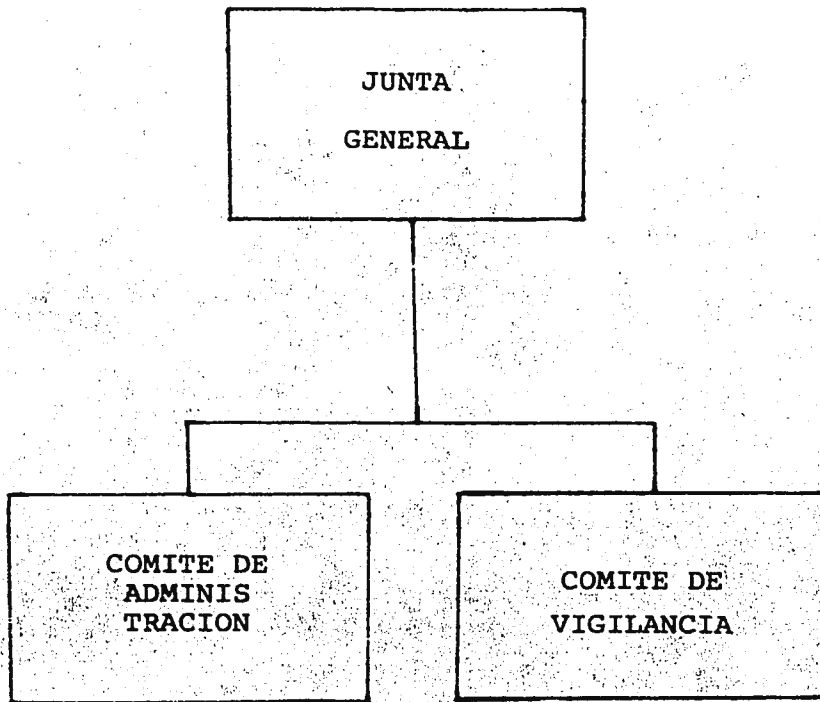 JUNTA
GENERAL
COMITE DE
ADMINIS
TRACION
COMITE DE
VIGILANCIA